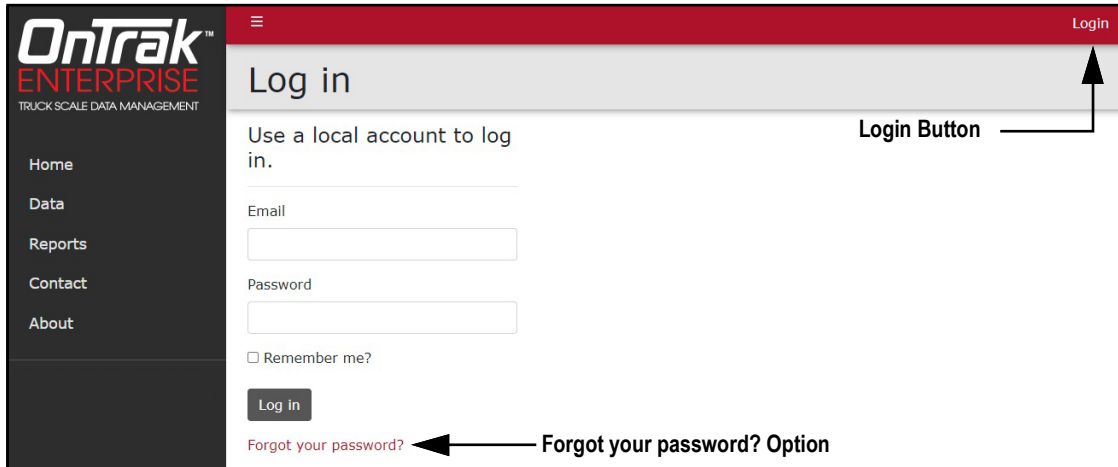 OnTrak™
ENTERPRISE
TRUCK SCALE DATA MANAGEMENT
Home
Data
Reports
Contact
About
☰
Login
Log in
Login Button
Use a local account to log
in.
Email
Password
Remember me?
Log in
Forgot your password?
Forgot your password? Option